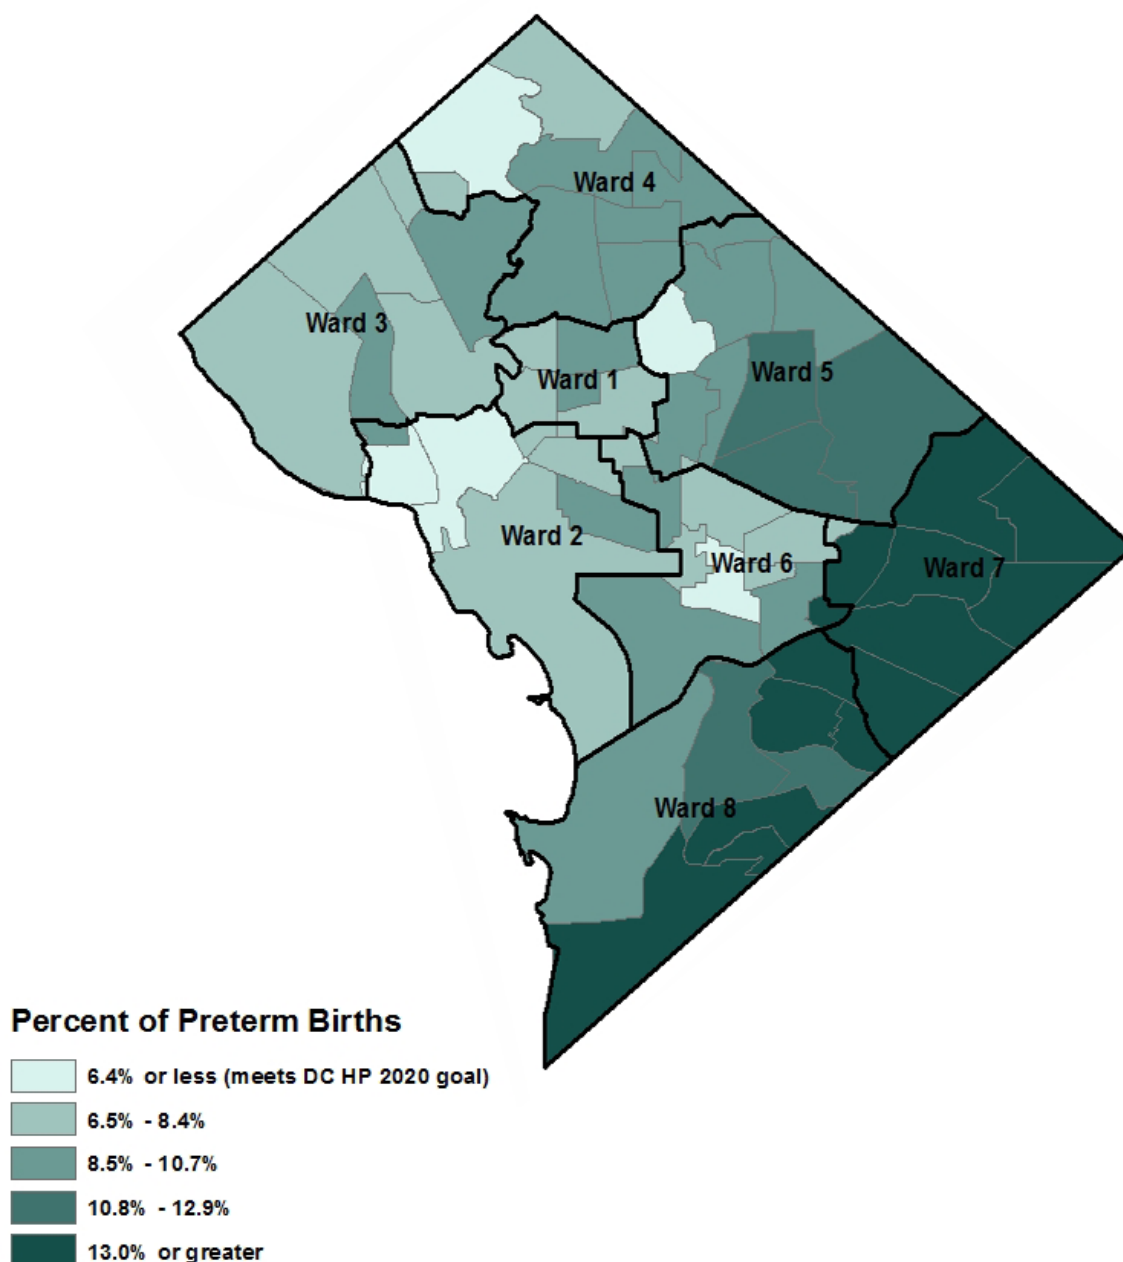 Ward 4
Ward 3
Ward 1
Ward 5
Ward 2
Ward 6
Ward 7
Ward 8
Percent of Preterm Births
6.4% or less (meets DC HP 2020 goal)
6.5% - 8.4%
8.5% - 10.7%
10.8% - 12.9%
13.0% or greater